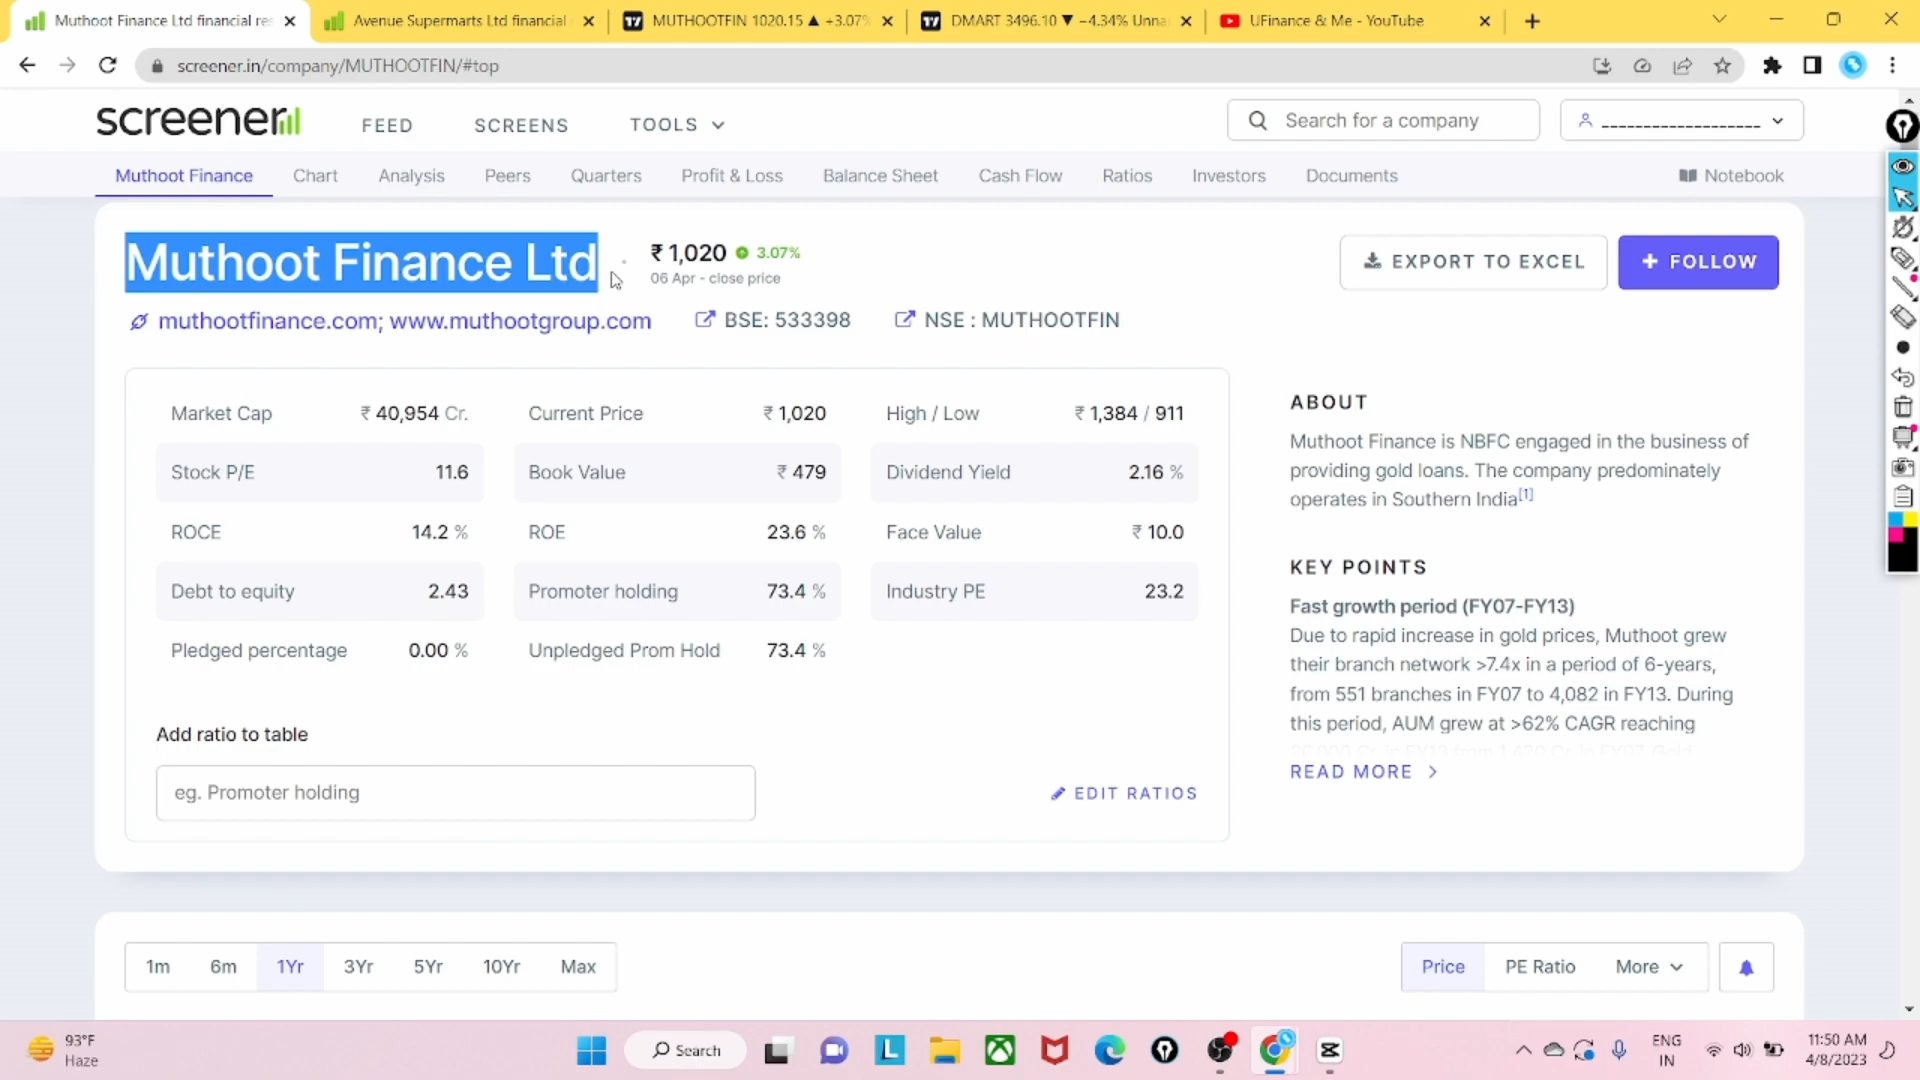 Muthoot Finance Ltd financial re
Avenue Supermarts Ltd financial
MUTHOOTFIN 1020.15 ▲ +3.07%
DMART 3496.10 ▼ −4.34% Unna
UFinance & Me - YouTube
screener.in/company/MUTHOOTFIN/#top
screener
FEED
SCREENS
TOOLS
Search for a company
Muthoot Finance
Chart
Analysis
Peers
Quarters
Profit & Loss
Balance Sheet
Cash Flow
Ratios
Investors
Documents
Notebook
Muthoot Finance Ltd
₹ 1,020 3.07%
06 Apr - close price
EXPORT TO EXCEL
+ FOLLOW
muthootfinance.com; www.muthootgroup.com
BSE: 533398
NSE : MUTHOOTFIN
Market Cap ₹ 40,954 Cr.
Current Price ₹ 1,020
High / Low ₹ 1,384 / 911
Stock P/E 11.6
Book Value ₹ 479
Dividend Yield 2.16 %
ROCE 14.2 %
ROE 23.6 %
Face Value ₹ 10.0
Debt to equity 2.43
Promoter holding 73.4 %
Industry PE 23.2
Pledged percentage 0.00 %
Unpledged Prom Hold 73.4 %
Add ratio to table
eg. Promoter holding
EDIT RATIOS
ABOUT
Muthoot Finance is NBFC engaged in the business of
providing gold loans. The company predominately
operates in Southern India[1]
KEY POINTS
Fast growth period (FY07-FY13)
Due to rapid increase in gold prices, Muthoot grew
their branch network >7.4x in a period of 6-years,
from 551 branches in FY07 to 4,082 in FY13. During
this period, AUM grew at >62% CAGR reaching
READ MORE
1m
6m
1Yr
3Yr
5Yr
10Yr
Max
Price
PE Ratio
More
93°F
Haze
Search
ENG
IN
11:50 AM
4/8/2023